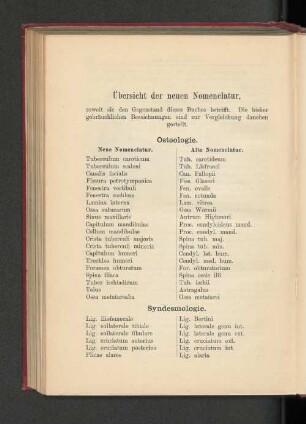 Übersicht der neuen Nomenclatur,
soweit sie den Gegenstand dieses Buches betrifft. Die bisher
gebräuchlichen Bezeichnungen sind zur Vergleichung daneben
gestellt.
Osteologie.
Neue Nomenclatur. Alte Nomenclatur.
Tuberculum caroticum Tub. caroticleum
Tuberculum scaleni Tub. Lisfranci
Canalis facialis Can. Fallopii
Fissura petrotympanica Fiss. Glaseri
Fenestra vestibuli Fen. ovalis
Fenestra cochleae Fen. rotunda
Lamina interna Lam. vitrea
Ossa suturarum Ossa Wormii
Sinus maxillaris Antrum Highmori
Capitulum mandibulae Proc. condyloideus mand.
Collum mandibulae Proc. condyl. mand.
Crista tuberculi majoris Spina tub. maj.
Crista tuberculi minoris Spina tub. min.
Capitulum humeri Condyl. lat. hum.
Trochlea humeri Condyl. med. hum.
Foramen obturatum For. obturatorium
Spina iliaca Spina ossis ilii
Tuber ischiadicum Tub. ischii
Talus Astragalus
Ossa metatarsalia Ossa metatarsi
Syndesmologie.
Lig. iliofemorale Lig. Bertini
Lig. collaterale tibiale Lig. laterale genu int.
Lig. collaterale fibulare Lig. laterale genu ext.
Lig. cruciatum anterius Lig. cruciatum ext.
Lig. cruciatum posterius Lig. cruciatum int.
Plicae alares Lig. alaria